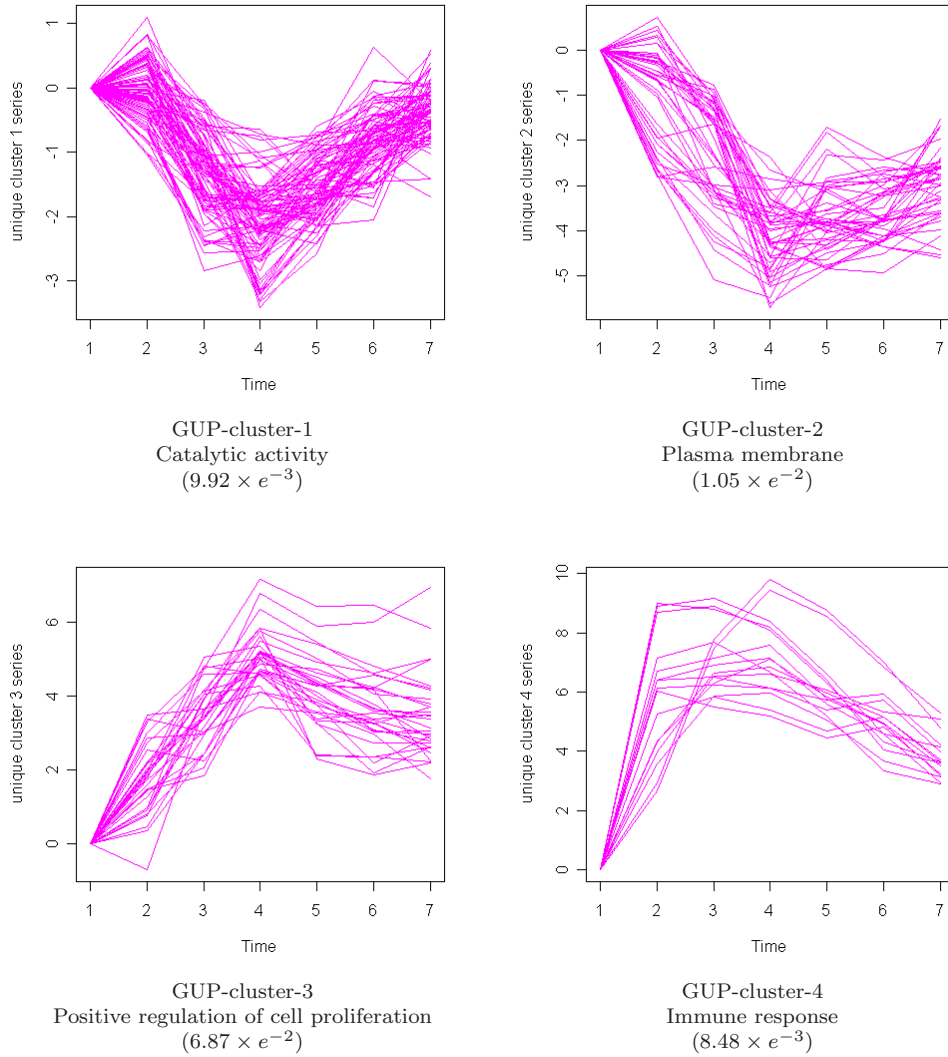 unique cluster 1 series
1
0
-1
-2
-3
1 2 3 4 5 6 7
Time
GUP-cluster-1
Catalytic activity
(9.92 × e⁻³)
unique cluster 2 series
0
-1
-2
-3
-4
-5
1 2 3 4 5 6 7
Time
GUP-cluster-2
Plasma membrane
(1.05 × e⁻²)
unique cluster 3 series
6
4
2
0
1 2 3 4 5 6 7
Time
GUP-cluster-3
Positive regulation of cell proliferation
(6.87 × e⁻²)
unique cluster 4 series
10
8
6
4
2
0
1 2 3 4 5 6 7
Time
GUP-cluster-4
Immune response
(8.48 × e⁻³)